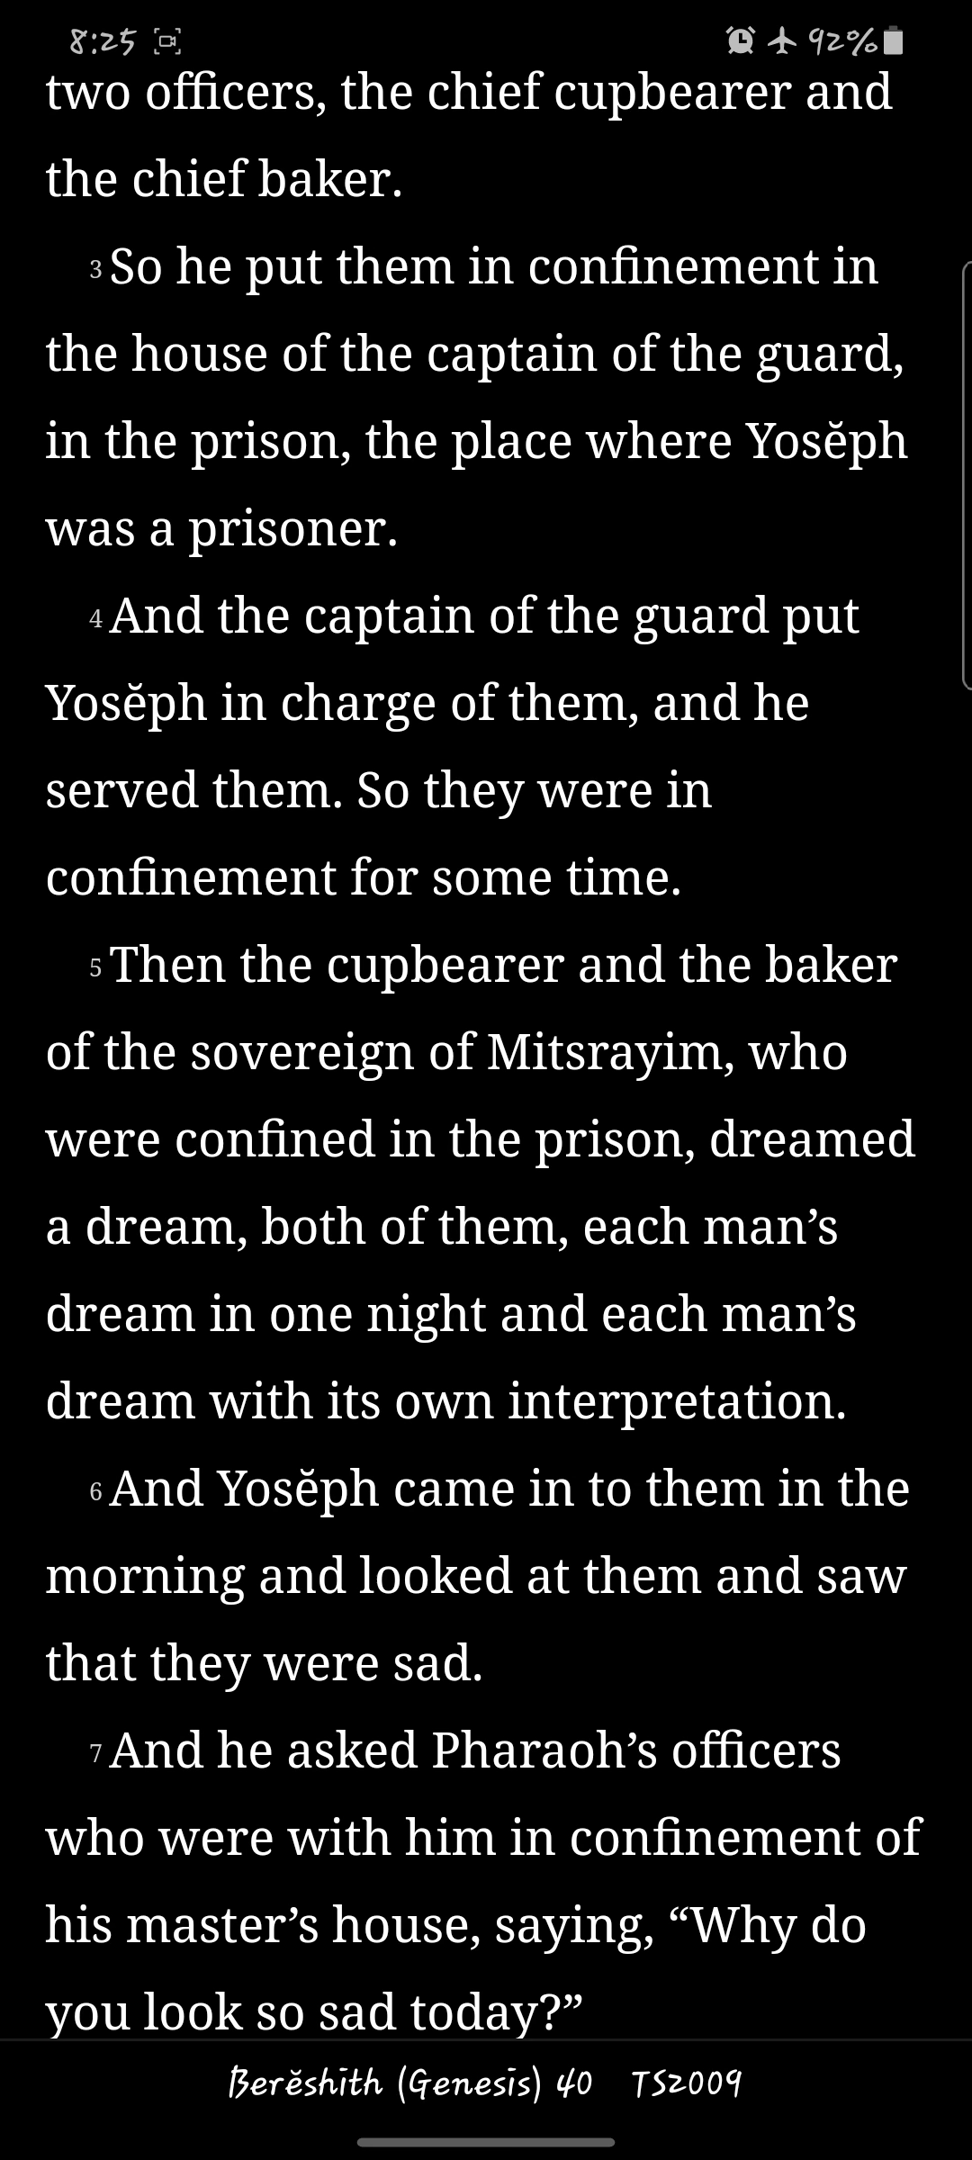 8:25 92%
two officers, the chief cupbearer and
the chief baker.
3 So he put them in confinement in
the house of the captain of the guard,
in the prison, the place where Yosĕph
was a prisoner.
4 And the captain of the guard put
Yosĕph in charge of them, and he
served them. So they were in
confinement for some time.
5 Then the cupbearer and the baker
of the sovereign of Mitsrayim, who
were confined in the prison, dreamed
a dream, both of them, each man’s
dream in one night and each man’s
dream with its own interpretation.
6 And Yosĕph came in to them in the
morning and looked at them and saw
that they were sad.
7 And he asked Pharaoh’s officers
who were with him in confinement of
his master’s house, saying, “Why do
you look so sad today?”
Berĕshith (Genesis) 40 TS2009